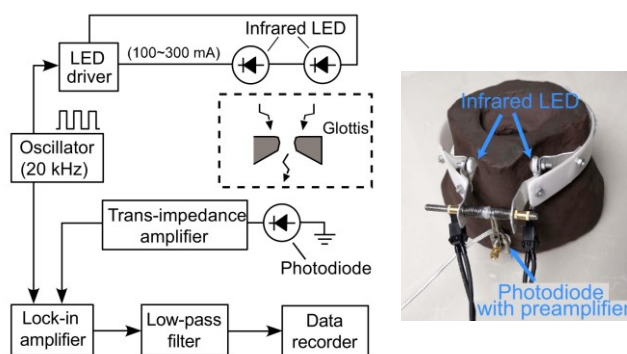 Infrared LED
LED
driver
(100~300 mA)
Glottis
Oscillator
(20 kHz)
Trans-impedance
amplifier
Photodiode
Lock-in
amplifier
Low-pass
filter
Data
recorder
Infrared LED
Photodiode
with preamplifier